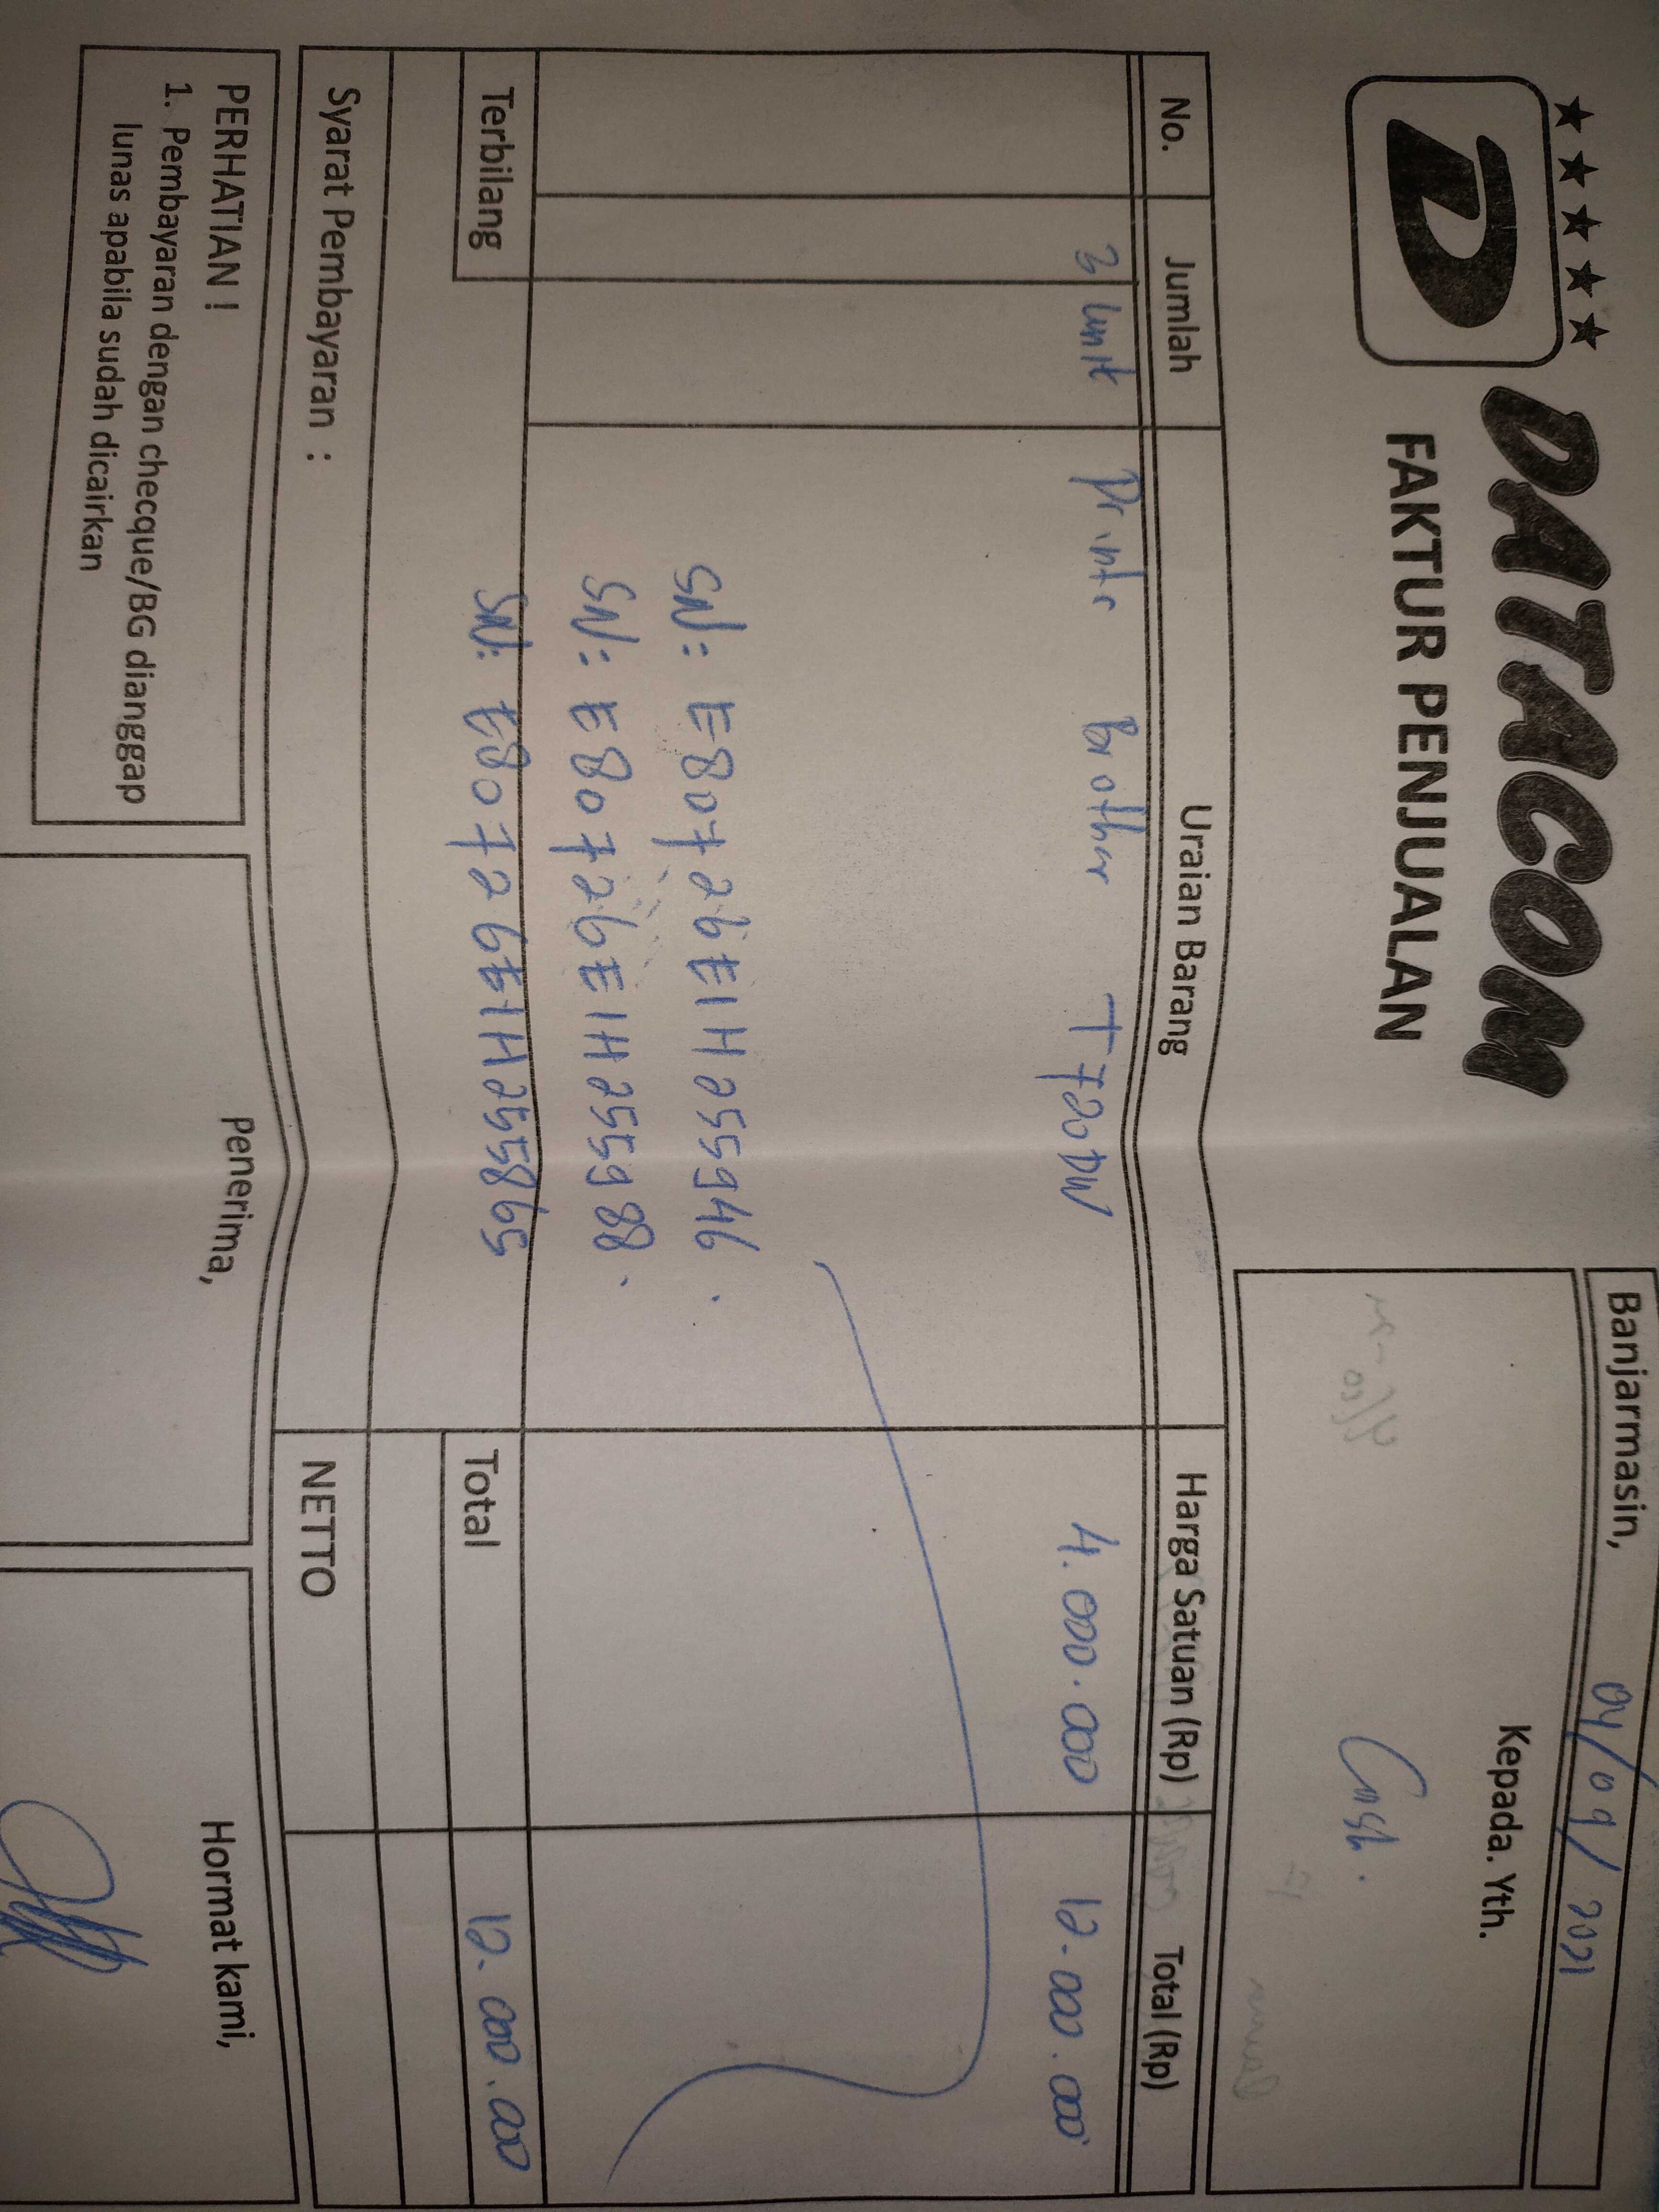 DATACOM
FAKTUR PENJUALAN
Banjarmasin, 04/09/2021
Kepada. Yth.
Cash.
No. Jumlah Uraian Barang Harga Satuan (Rp) Total (Rp)
3 Unit Printr Brother T720DW 4.000.000 12.000.000
SN: E80726E1H255946.
SN: E80726E1H255988.
SN: E80726E1H255865
Terbilang Total 12.000.000
Syarat Pembayaran : NETTO
PERHATIAN !
1. Pembayaran dengan checque/BG dianggap
lunas apabila sudah dicairkan
Penerima, Hormat kami,